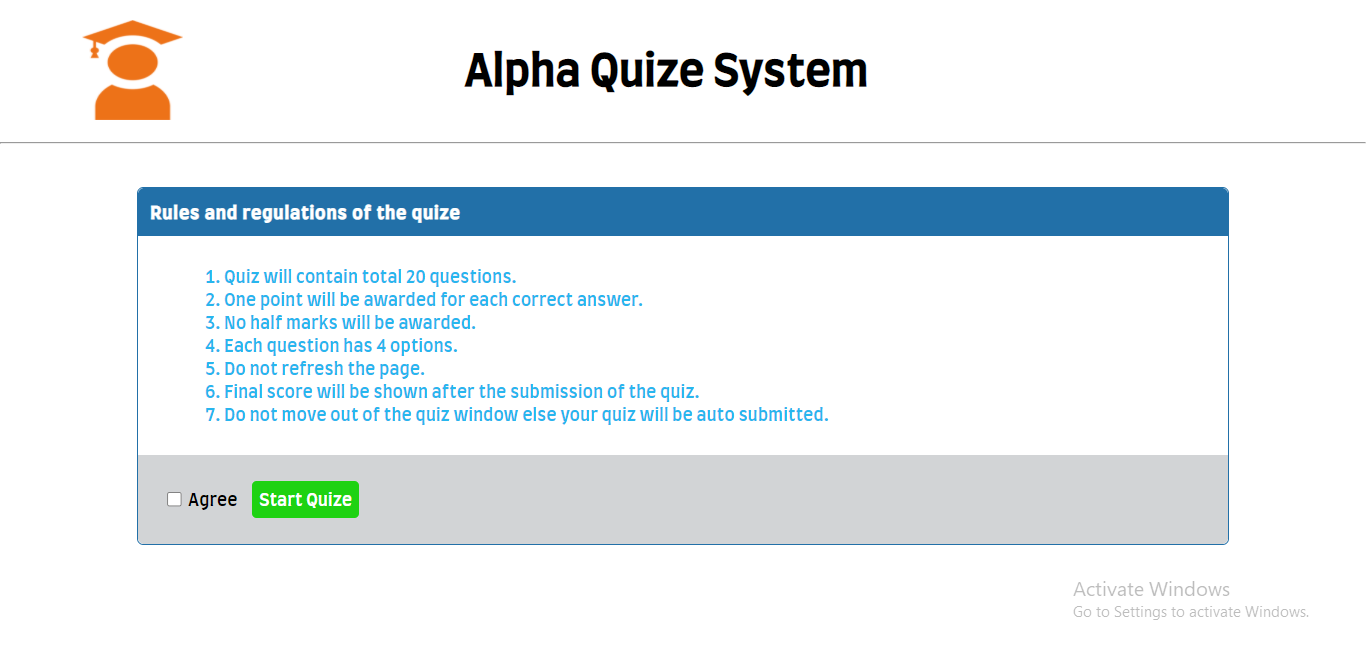 Alpha Quize System
Rules and regulations of the quize
1. Quiz will contain total 20 questions.
2. One point will be awarded for each correct answer.
3. No half marks will be awarded.
4. Each question has 4 options.
5. Do not refresh the page.
6. Final score will be shown after the submission of the quiz.
7. Do not move out of the quiz window else your quiz will be auto submitted.
Agree Start Quize
Activate Windows
Go to Settings to activate Windows.